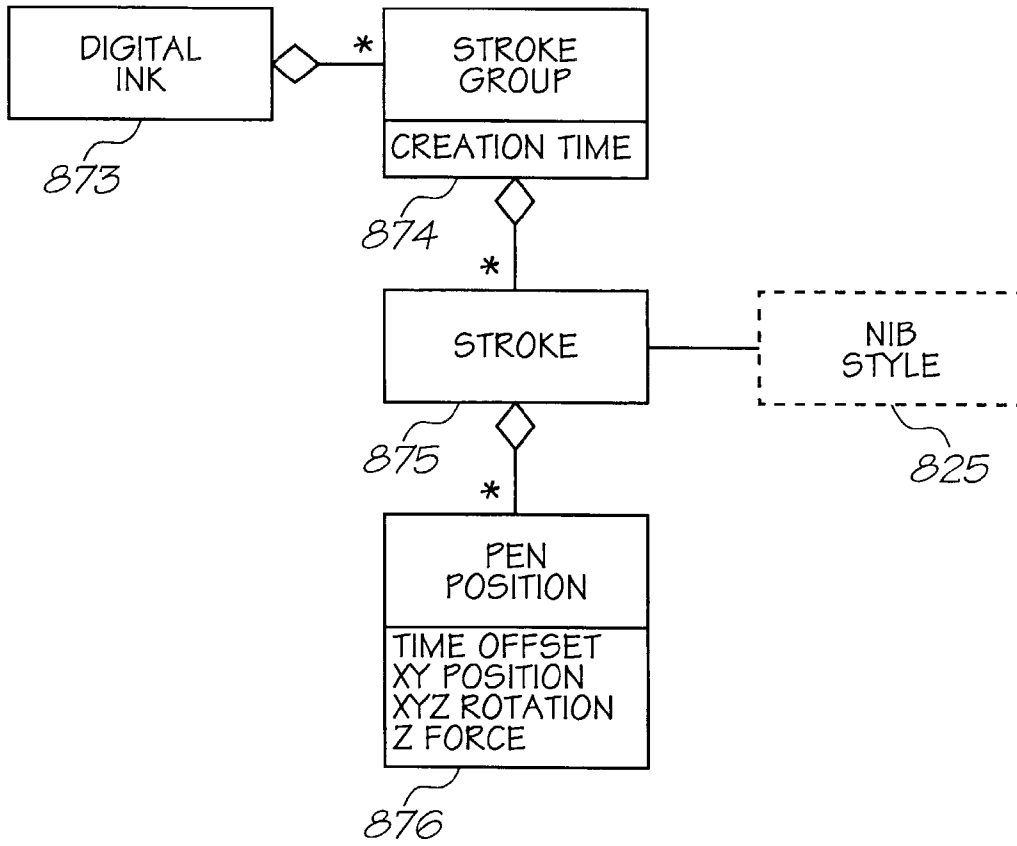 DIGITAL
INK
873
*
STROKE
GROUP
CREATION TIME
874
*
STROKE
875
NIB
STYLE
825
*
PEN
POSITION
TIME OFFSET
XY POSITION
XYZ ROTATION
Z FORCE
876